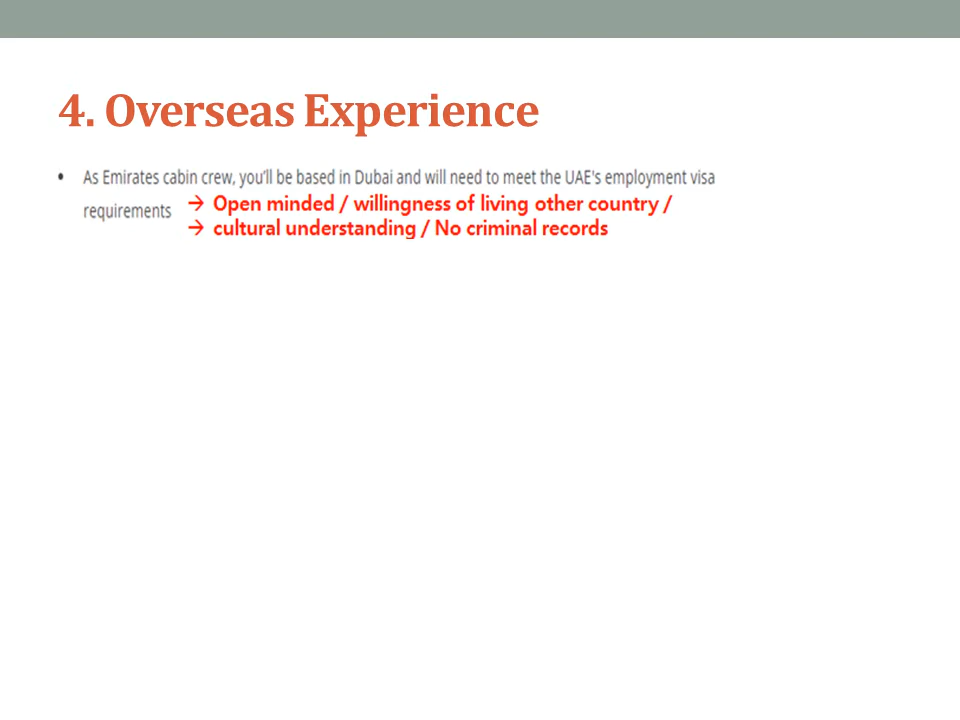 4. Overseas Experience
• As Emirates cabin crew, you'll be based in Dubai and will need to meet the UAE's employment visa
requirements → Open minded / willingness of living other country /
→ cultural understanding / No criminal records